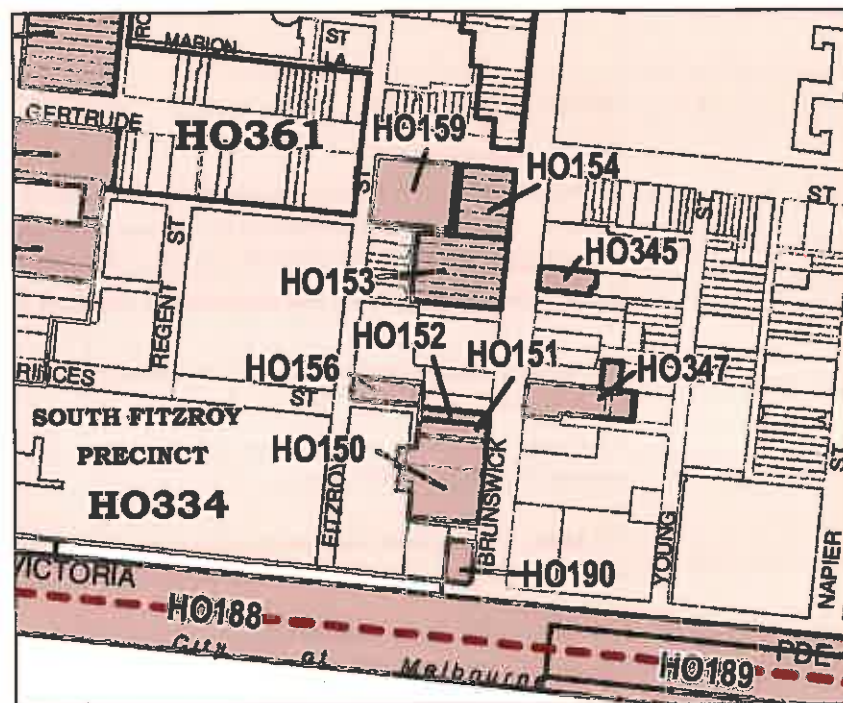 MARION
ST
LA
GERTRUDE
HO361
HO159
HO154
ST
ST
ST
ST
HO345
HO153
HO152
HO151
REGENT
HO156
HO347
RINCES
ST
SOUTH FITZROY
PRECINCT
HO150
HO334
FITZROY
BRUNSWICK
YOUNG
ST
NAPIER
HO190
VICTORIA
HO188
City of Melbourne
PDE
HO189